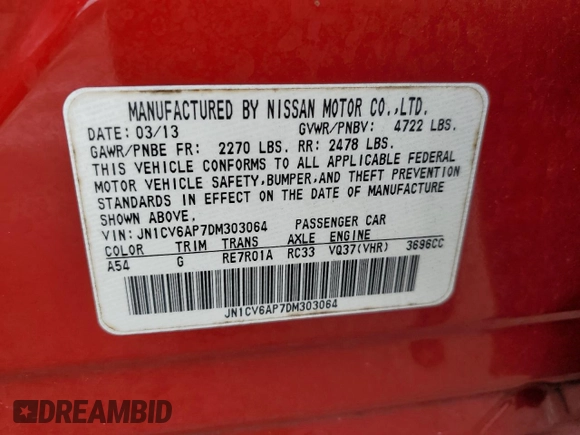 MANUFACTURED BY NISSAN MOTOR CO.,LTD.
DATE: 03/13 GVWR/PNBV: 4722 LBS.
GAWR/PNBE FR: 2270 LBS. RR: 2478 LBS.
THIS VEHICLE CONFORMS TO ALL APPLICABLE FEDERAL
MOTOR VEHICLE SAFETY,BUMPER,AND THEFT PREVENTION
STANDARDS IN EFFECT ON THE DATE OF MANUFACTURE
SHOWN ABOVE.
VIN: JN1CV6AP7DM303064 PASSENGER CAR
COLOR TRIM TRANS AXLE ENGINE
A54 G RE7R01A RC33 VQ37(VHR) 3696CC
JN1CV6AP7DM303064
DREAMBID